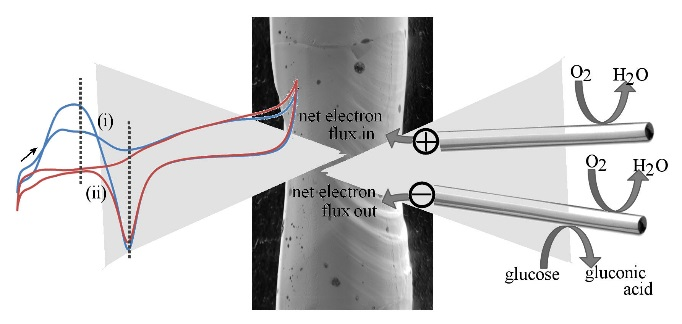 (i)
(ii)
net electron
flux in
+
net electron
flux out
−
O2
H2O
O2
H2O
glucose
gluconic
acid